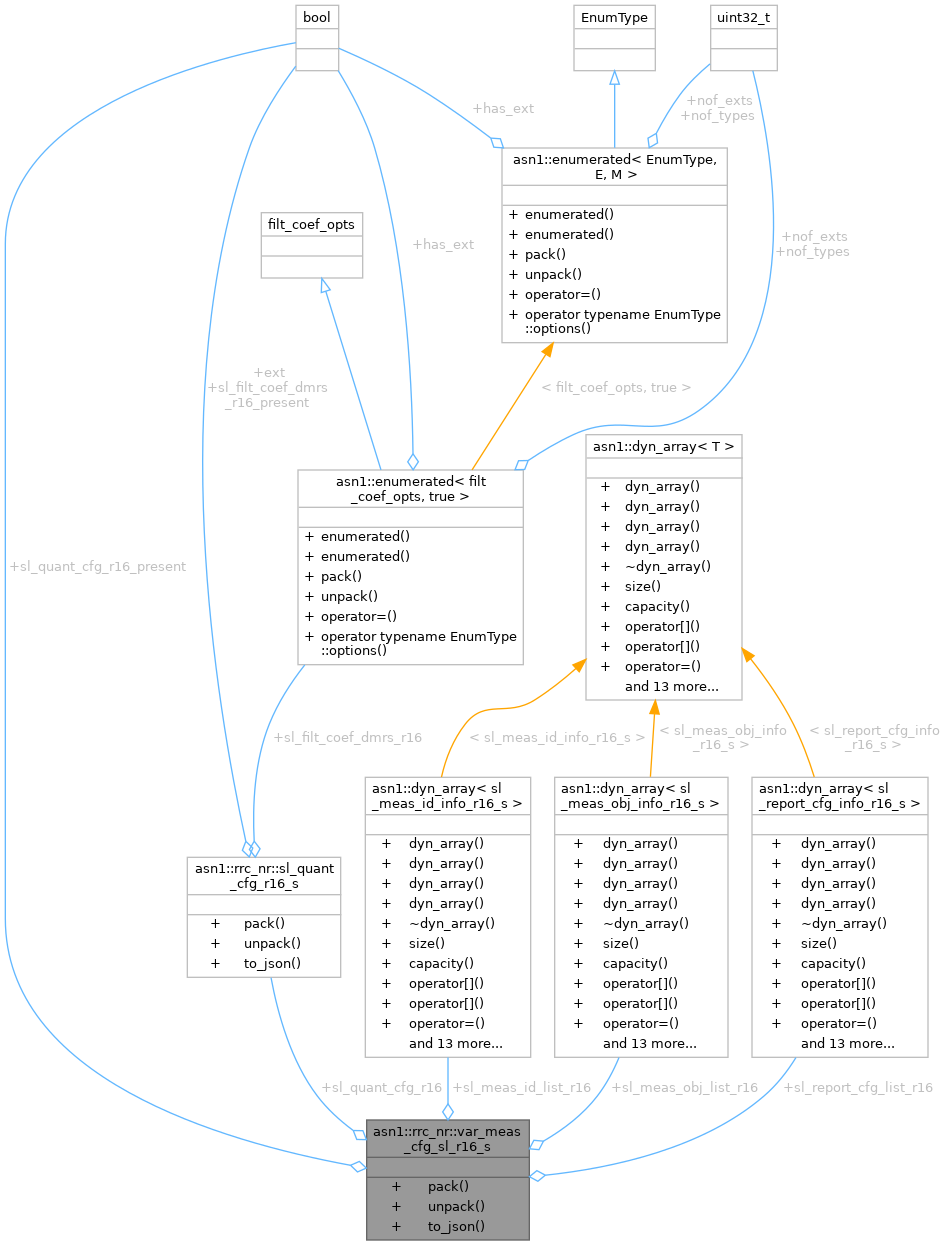 bool
EnumType
uint32_t
+has_ext
+nof_exts
+nof_types
asn1::enumerated< EnumType,
E, M >
+ enumerated()
+ enumerated()
+ pack()
+ unpack()
+ operator=()
+ operator typename EnumType
::options()
filt_coef_opts
+has_ext
+nof_exts
+nof_types
+ext
+sl_filt_coef_dmrs
_r16_present
< filt_coef_opts, true >
asn1::dyn_array< T >
+ dyn_array()
+ dyn_array()
+ dyn_array()
+ dyn_array()
+ ~dyn_array()
+ size()
+ capacity()
+ operator[]()
+ operator[]()
+ operator=()
and 13 more...
asn1::enumerated< filt
_coef_opts, true >
+ enumerated()
+ enumerated()
+ pack()
+ unpack()
+ operator=()
+ operator typename EnumType
::options()
+sl_quant_cfg_r16_present
+sl_filt_coef_dmrs_r16
< sl_meas_id_info_r16_s >
< sl_meas_obj_info
_r16_s >
< sl_report_cfg_info
_r16_s >
asn1::rrc_nr::sl_quant
_cfg_r16_s
+ pack()
+ unpack()
+ to_json()
asn1::dyn_array< sl
_meas_id_info_r16_s >
+ dyn_array()
+ dyn_array()
+ dyn_array()
+ dyn_array()
+ ~dyn_array()
+ size()
+ capacity()
+ operator[]()
+ operator[]()
+ operator=()
and 13 more...
asn1::dyn_array< sl
_meas_obj_info_r16_s >
+ dyn_array()
+ dyn_array()
+ dyn_array()
+ dyn_array()
+ ~dyn_array()
+ size()
+ capacity()
+ operator[]()
+ operator[]()
+ operator=()
and 13 more...
asn1::dyn_array< sl
_report_cfg_info_r16_s >
+ dyn_array()
+ dyn_array()
+ dyn_array()
+ dyn_array()
+ ~dyn_array()
+ size()
+ capacity()
+ operator[]()
+ operator[]()
+ operator=()
and 13 more...
+sl_quant_cfg_r16
+sl_meas_id_list_r16
+sl_meas_obj_list_r16
+sl_report_cfg_list_r16
asn1::rrc_nr::var_meas
_cfg_sl_r16_s
+ pack()
+ unpack()
+ to_json()